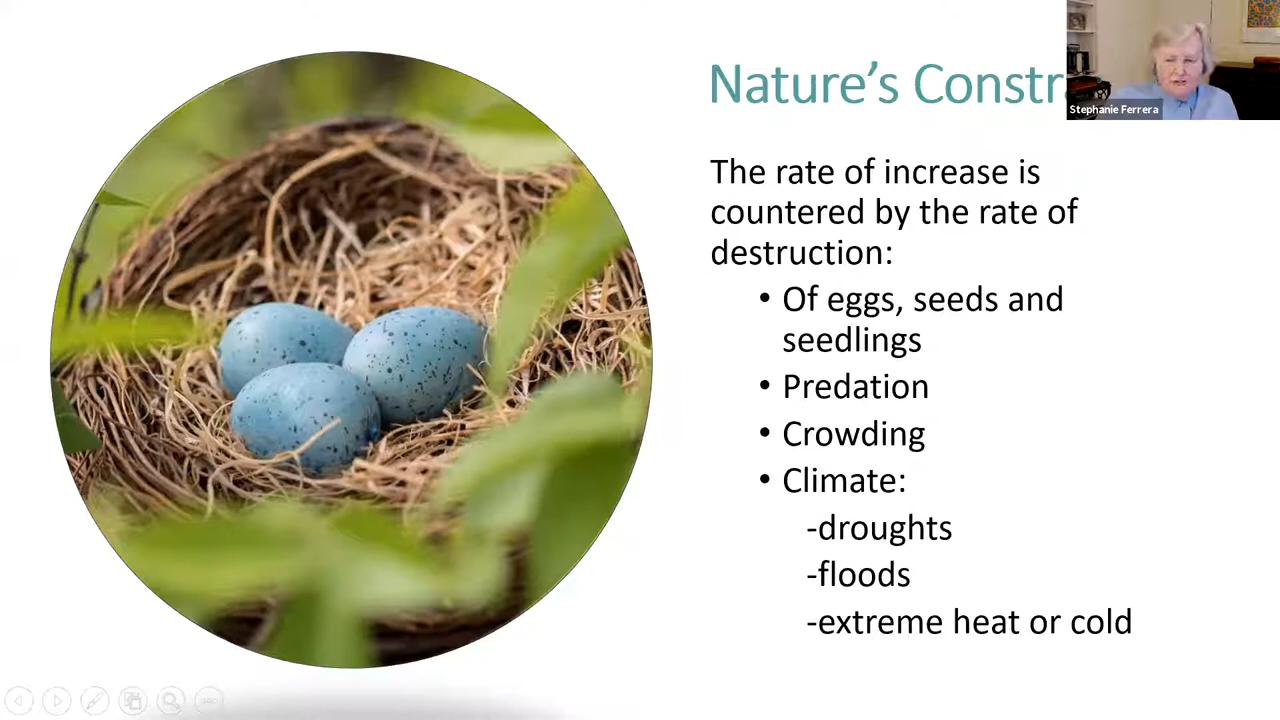 Nature's Constr
Stephanie Ferrera
The rate of increase is
countered by the rate of
destruction:
• Of eggs, seeds and
seedlings
• Predation
• Crowding
• Climate:
-droughts
-floods
-extreme heat or cold